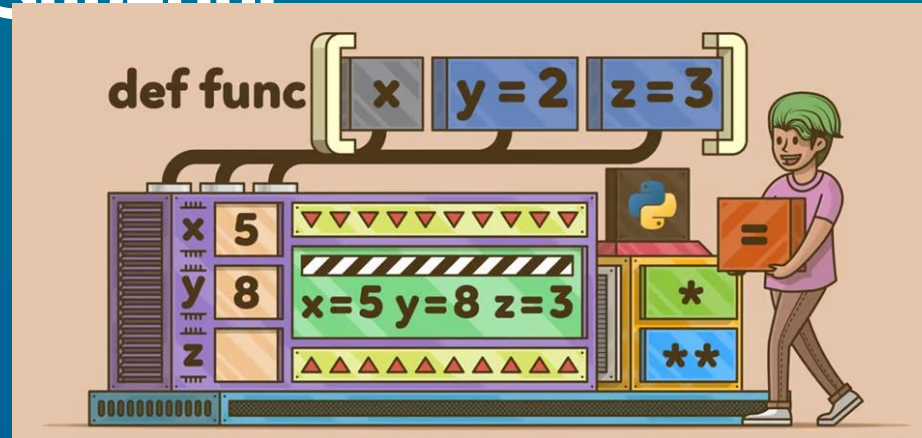 def func [ x y = 2 z = 3 ]
x 5
y 8
z
x=5 y=8 z=3
=
*
**